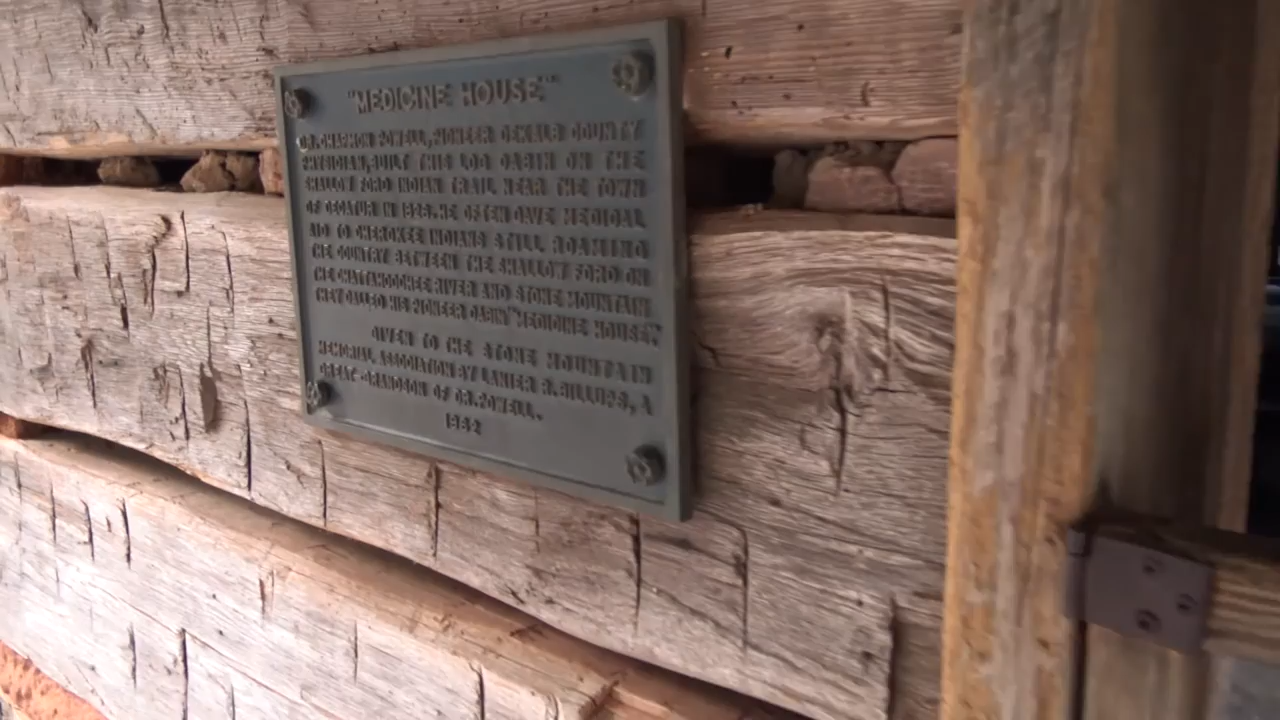 "MEDICINE HOUSE"
DR. CHAPMON POWELL, PIONEER DEKALB COUNTY
PHYSICIAN, BUILT THIS LOG CABIN ON THE
SHALLOW FORD INDIAN TRAIL NEAR THE TOWN
OF DECATUR IN 1826. HE OFTEN GAVE MEDICAL
AID TO CHEROKEE INDIANS STILL ROAMING
THE COUNTRY BETWEEN THE SHALLOW FORD ON
THE CHATTAHOOCHEE RIVER AND STONE MOUNTAIN
THEY CALLED HIS PIONEER CABIN "MEDICINE HOUSE".
GIVEN TO THE STONE MOUNTAIN
MEMORIAL ASSOCIATION BY LANIER R. BILLUPS, A
GREAT-GRANDSON OF DR. POWELL.
1962